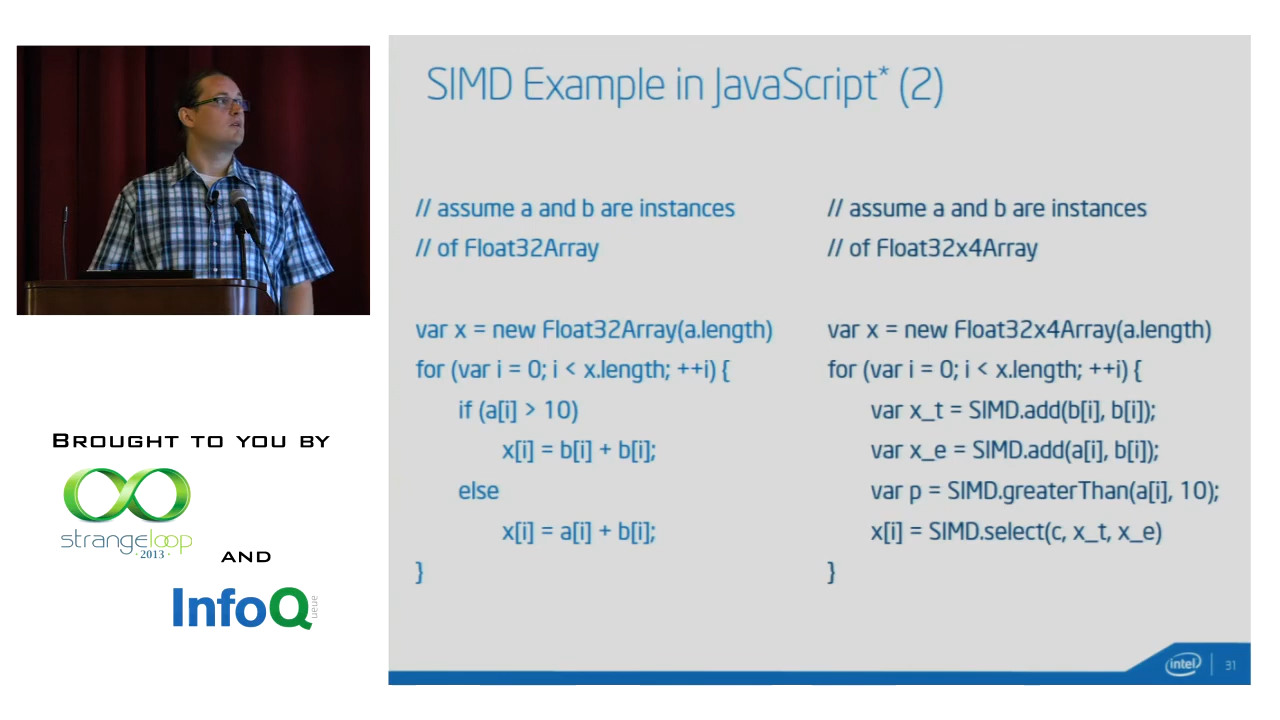 SIMD Example in JavaScript* (2)
// assume a and b are instances
// of Float32Array
var x = new Float32Array(a.length)
for (var i = 0; i < x.length; ++i) {
if (a[i] > 10)
x[i] = b[i] + b[i];
else
x[i] = a[i] + b[i];
}
// assume a and b are instances
// of Float32x4Array
var x = new Float32x4Array(a.length)
for (var i = 0; i < x.length; ++i) {
var x_t = SIMD.add(b[i], b[i]);
var x_e = SIMD.add(a[i], b[i]);
var p = SIMD.greaterThan(a[i], 10);
x[i] = SIMD.select(c, x_t, x_e)
}
BROUGHT TO YOU BY
strangeloop
· 2013 ·
AND
InfoQ
ueue
intel
31